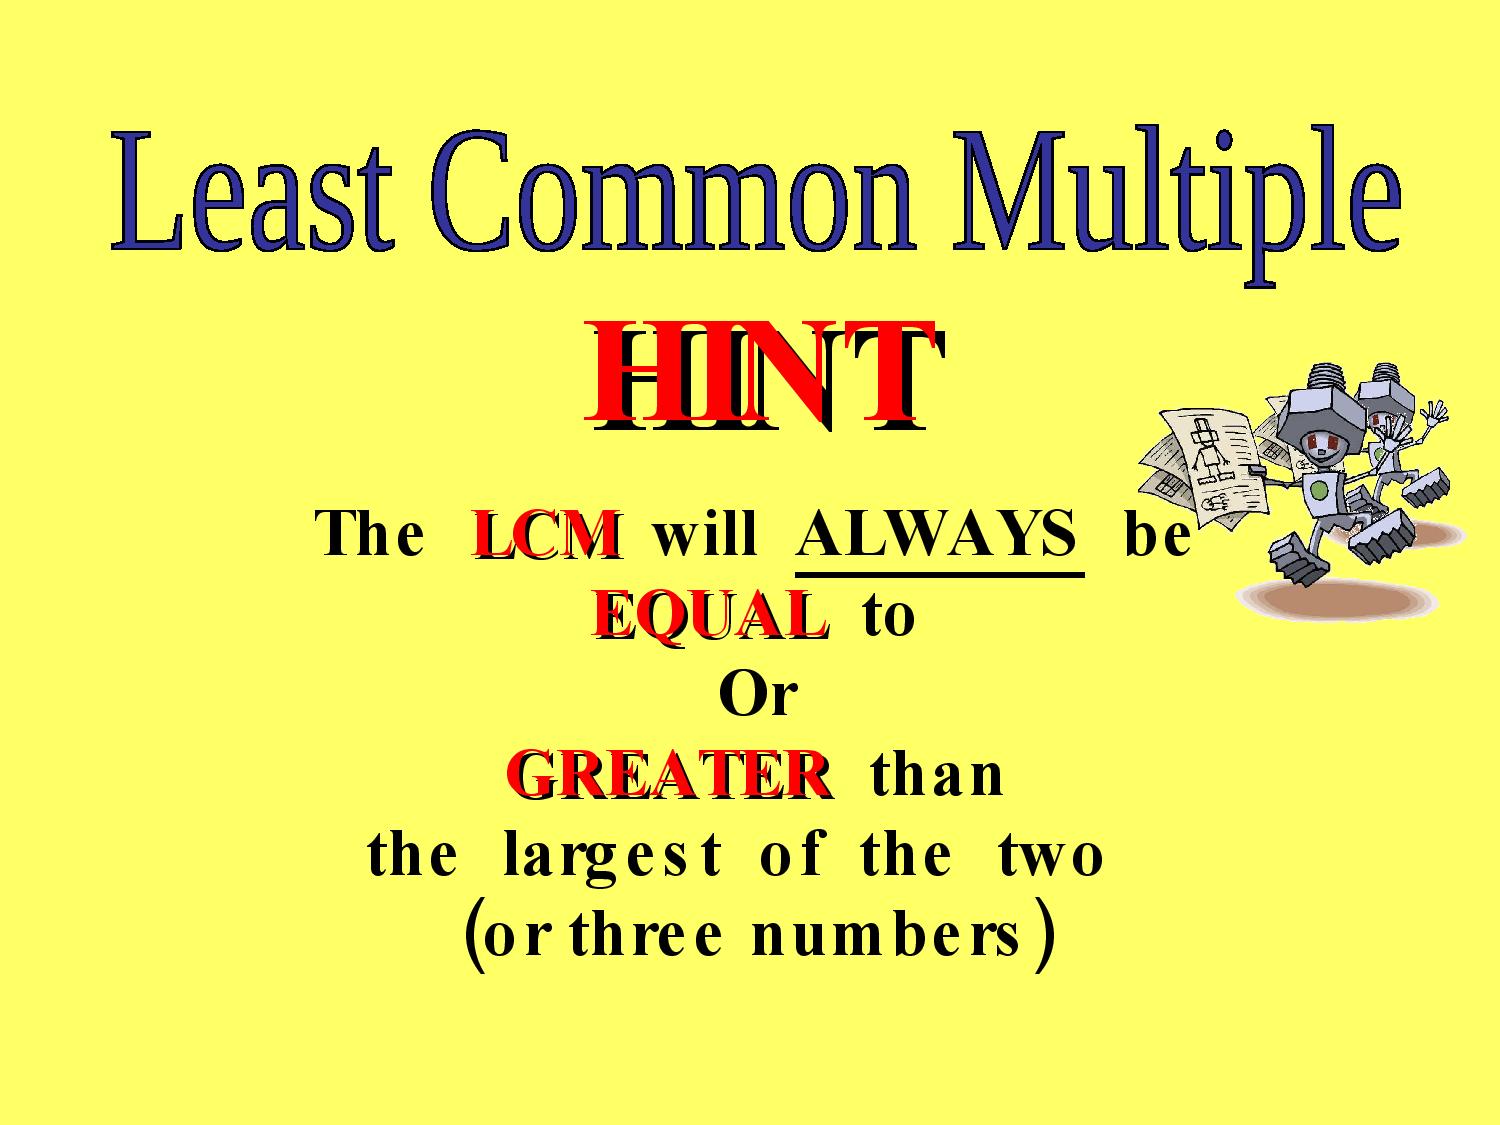 Least Common Multiple
HINT
The LCM will ALWAYS be
EQUAL to
Or
GREATER than
the largest of the two
(or three numbers)